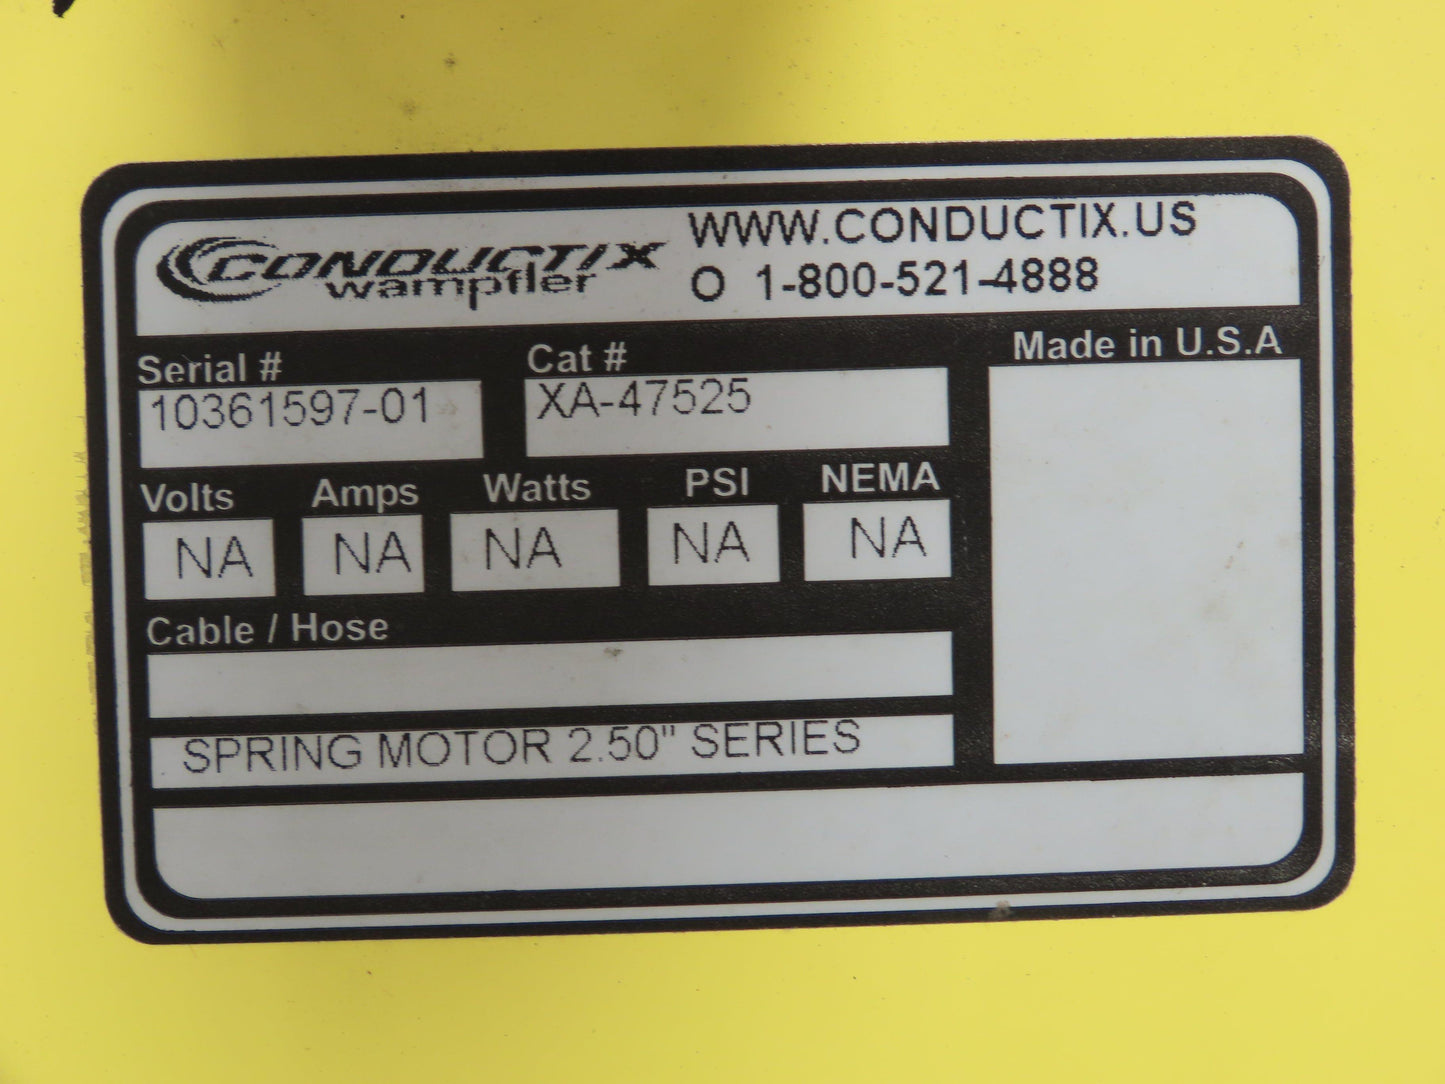 CONDUCTIX
wampfler
WWW.CONDUCTIX.US
O 1-800-521-4888
Serial #
10361597-01
Cat #
XA-47525
Made in U.S.A
Volts Amps Watts PSI NEMA
NA NA NA NA NA
Cable / Hose
SPRING MOTOR 2.50" SERIES